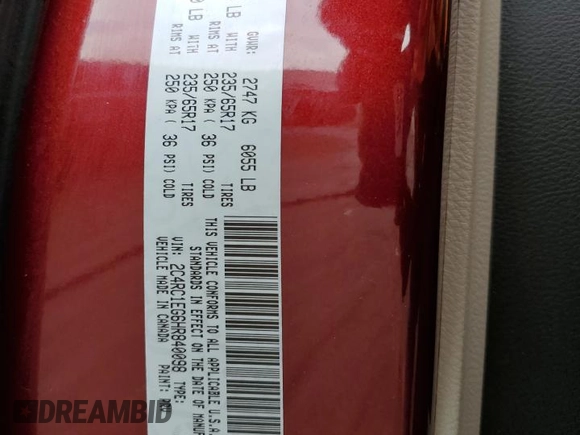 GVWR: 2747 KG 6055 LB
LB WITH 235/65R17 TIRES
RIMS AT 250 KPA ( 36 PSI) COLD
LB WITH 235/65R17 TIRES
RIMS AT 250 KPA ( 36 PSI) COLD
THIS VEHICLE CONFORMS TO ALL APPLICABLE U.S.A.
STANDARDS IN EFFECT ON THE DATE OF MANUF
VIN: 2C4RC1EG6HR840098 TYPE:
VEHICLE MADE IN CANADA PAINT:
DREAMBID